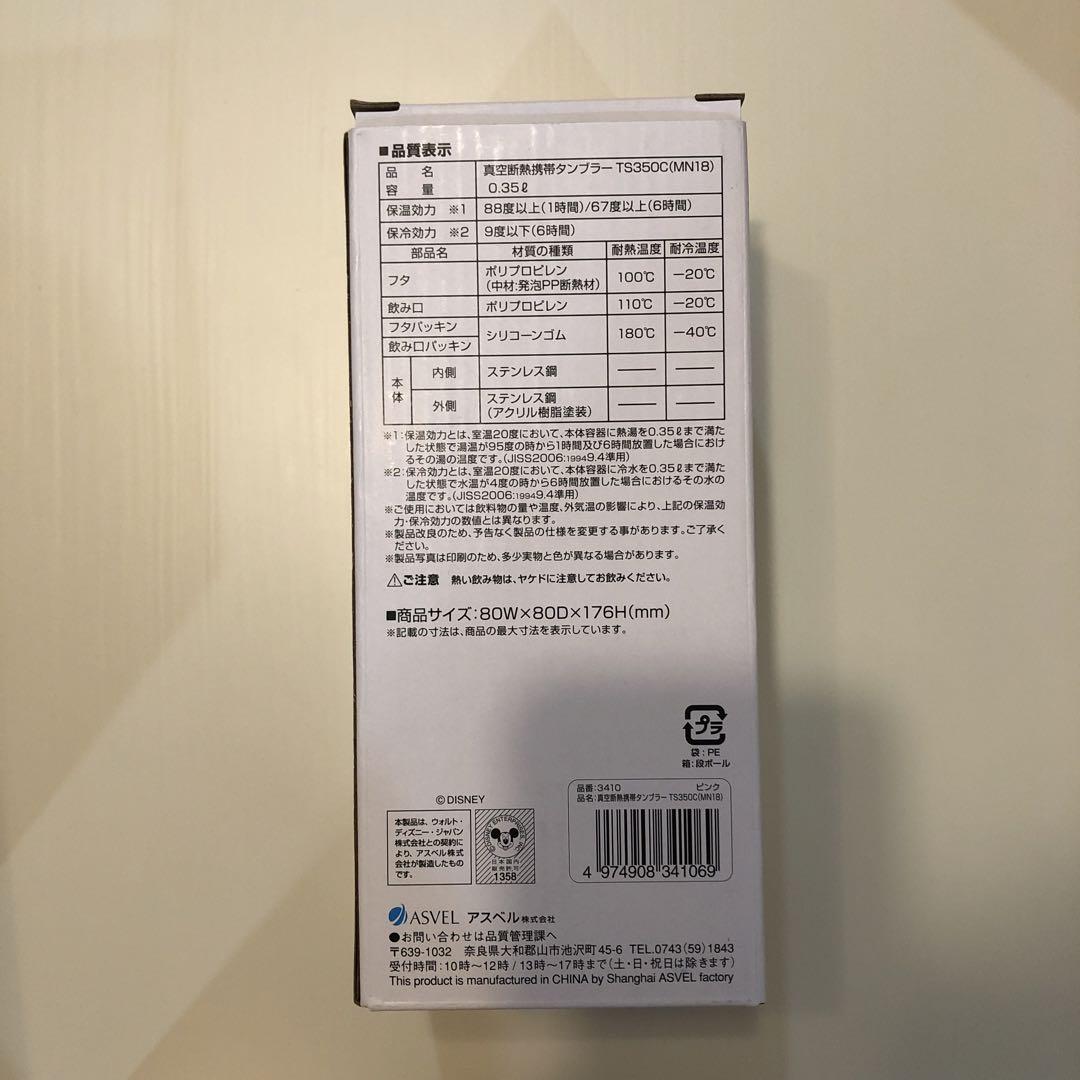 ■品質表示
品名 真空断熱携帯タンブラー TS350C(MN18)
容量 0.35ℓ
保温効力 ※1 88度以上(1時間)/67度以上(6時間)
保冷効力 ※2 9度以下(6時間)
部品名 材質の種類 耐熱温度 耐冷温度
フタ ポリプロピレン(中材:発泡PP断熱材) 100℃ −20℃
飲み口 ポリプロピレン 110℃ −20℃
フタパッキン
飲み口パッキン シリコーンゴム 180℃ −40℃
本体 内側 ステンレス鋼 —— ——
外側 ステンレス鋼(アクリル樹脂塗装) —— ——
※1:保温効力とは、室温20度において、本体容器に熱湯を0.35ℓまで満た
した状態で湯温が95度の時から1時間及び6時間放置した場合におけ
るその湯の温度です。(JISS2006:1994 9.4準用)
※2:保冷効力とは、室温20度において、本体容器に冷水を0.35ℓまで満た
した状態で水温が4度の時から6時間放置した場合におけるその水の
温度です。(JISS2006:1994 9.4準用)
※ご使用においては飲料物の量や温度、外気温の影響により、上記の保温効
力・保冷効力の数値とは異なります。
※製品改良のため、予告なく製品の仕様を変更する事があります。ご了承く
ださい。
※製品写真は印刷のため、多少実物と色が異なる場合があります。
⚠ご注意 熱い飲み物は、ヤケドに注意してお飲みください。
■商品サイズ:80W×80D×176H(mm)
※記載の寸法は、商品の最大寸法を表示しています。
プラ
袋:PE
箱:段ボール
©DISNEY
本製品は、ウォルト・
ディズニー・ジャパン
株式会社との契約に
より、アスベル株式会
社が製造したもの
です。
©DISNEY ENTERPRISES, INC.
日本国内
販売許可
1358
品番:3410 ピンク
品名:真空断熱携帯タンブラー TS350C(MN18)
4 974908 341069
ASVEL アスベル株式会社
●お問い合わせは品質管理課へ
〒639-1032 奈良県大和郡山市池沢町45-6 TEL.0743(59)1843
受付時間:10時〜12時/13時〜17時まで(土・日・祝日は除きます)
This product is manufactured in CHINA by Shanghai ASVEL factory